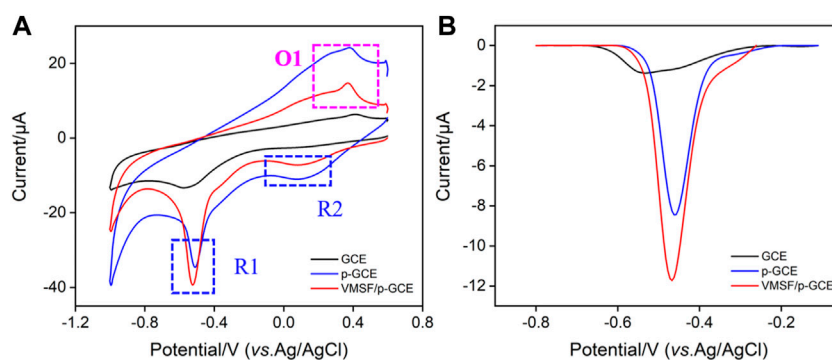 A
B
O1
R2
R1
Current/μA
20
0
-20
-40
-1.2
-0.8
-0.4
0.0
0.4
0.8
Potential/V (vs.Ag/AgCl)
GCE
p-GCE
VMSF/p-GCE
Current/μA
0
-2
-4
-6
-8
-10
-12
-0.8
-0.6
-0.4
-0.2
Potential/V (vs.Ag/AgCl)
GCE
p-GCE
VMSF/p-GCE